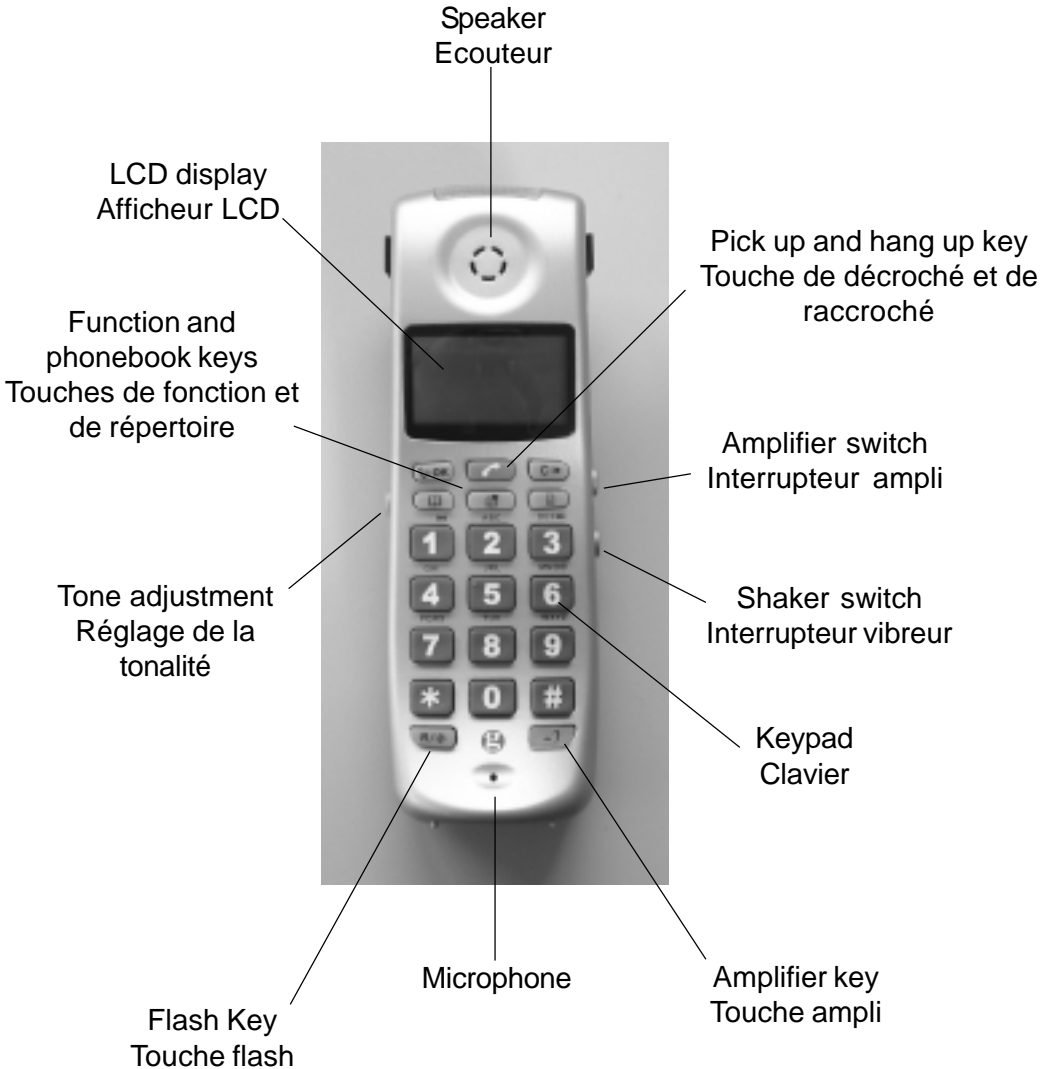 Speaker
Ecouteur
LCD display
Afficheur LCD
Pick up and hang up key
Touche de décroché et de
raccroché
Function and
phonebook keys
Touches de fonction et
de répertoire
Amplifier switch
Interrupteur ampli
Tone adjustment
Réglage de la
tonalité
Shaker switch
Interrupteur vibreur
Keypad
Clavier
Microphone
Amplifier key
Touche ampli
Flash Key
Touche flash
1 2 3
4 5 6
7 8 9
* 0 #